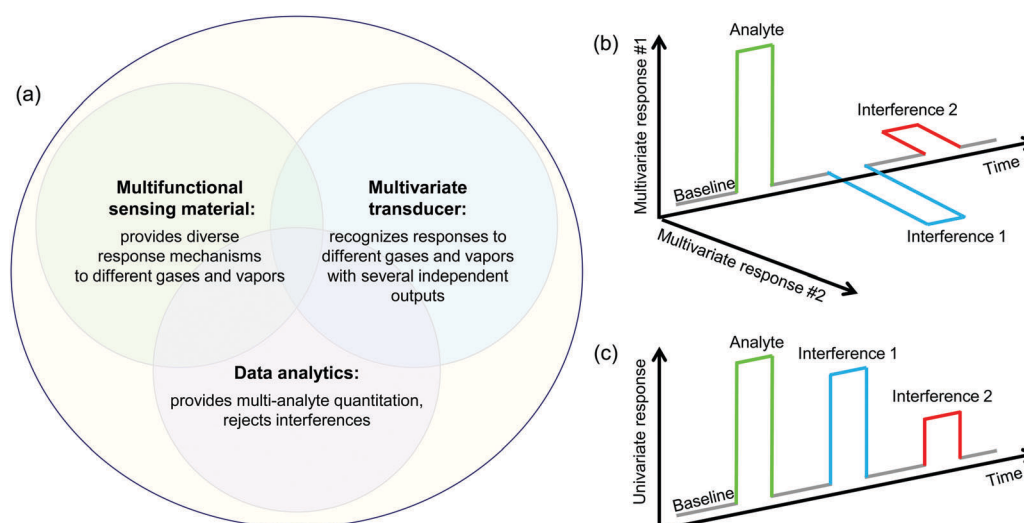 (a)
Multifunctional
sensing material:
provides diverse
response mechanisms
to different gases and vapors
Multivariate
transducer:
recognizes responses to
different gases and vapors
with several independent
outputs
Data analytics:
provides multi-analyte quantitation,
rejects interferences
(b)
Multivariate response #1
Analyte
Interference 2
Baseline
Time
Interference 1
Multivariate response #2
(c)
Univariate response
Analyte
Interference 1
Interference 2
Baseline
Time